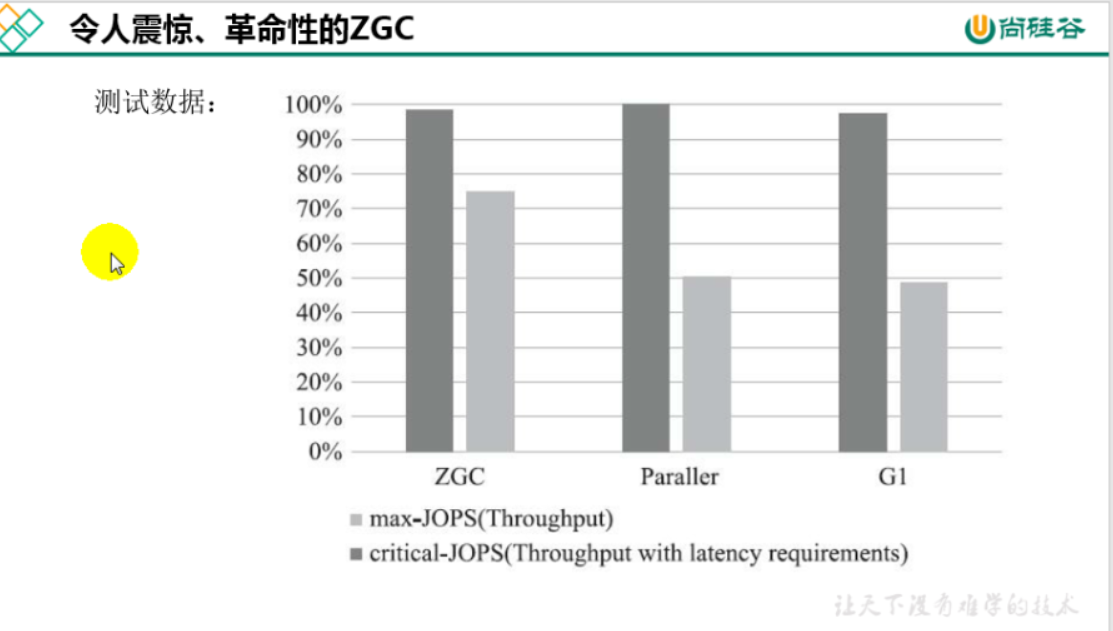 令人震惊、革命性的ZGC
尚硅谷
测试数据：
100%
90%
80%
70%
60%
50%
40%
30%
20%
10%
0%
ZGC Paraller G1
max-JOPS(Throughput)
critical-JOPS(Throughput with latency requirements)
让天下没有难学的技术